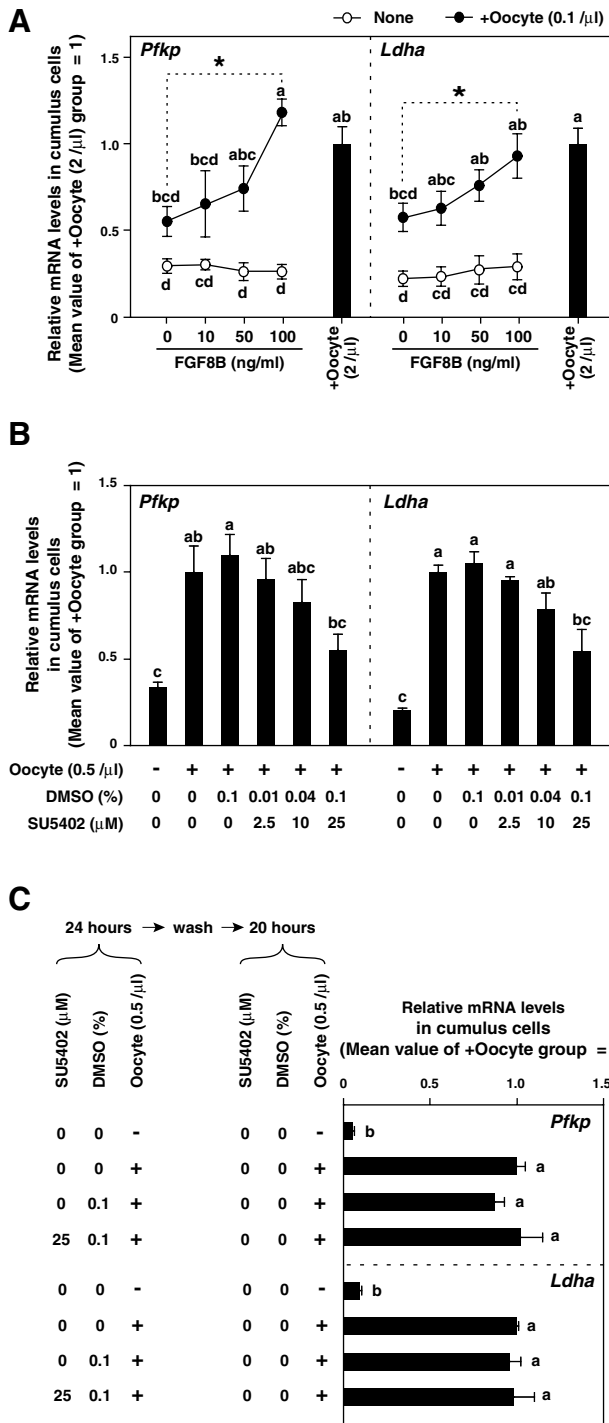 A
None +Oocyte (0.1 /µl)
Relative mRNA levels in cumulus cells
(Mean value of +Oocyte (2 /µl) group = 1)
Pfkp Ldha
1.5
1.0
0.5
0
* *
bcd bcd abc a ab
d cd d d
bcd abc ab ab a
d cd cd cd
0 10 50 100 0 10 50 100
FGF8B (ng/ml) FGF8B (ng/ml)
+Oocyte
(2 /µl)
+Oocyte
(2 /µl)
B
Relative mRNA levels
in cumulus cells
(Mean value of +Oocyte group = 1)
Pfkp Ldha
1.5
1.0
0.5
0
c ab a ab abc bc
c a a a ab bc
Oocyte (0.5 /µl) - + + + + + - + + + + +
DMSO (%) 0 0 0.1 0.01 0.04 0.1 0 0 0.1 0.01 0.04 0.1
SU5402 (µM) 0 0 0 2.5 10 25 0 0 0 2.5 10 25
C
24 hours → wash → 20 hours
SU5402 (µM)
DMSO (%)
Oocyte (0.5 /µl)
SU5402 (µM)
DMSO (%)
Oocyte (0.5 /µl)
Relative mRNA levels
in cumulus cells
(Mean value of +Oocyte group =
0 0.5 1.0 1.5
Pfkp
0 0 - 0 0 - b
0 0 + 0 0 + a
0 0.1 + 0 0 + a
25 0.1 + 0 0 + a
Ldha
0 0 - 0 0 - b
0 0 + 0 0 + a
0 0.1 + 0 0 + a
25 0.1 + 0 0 + a